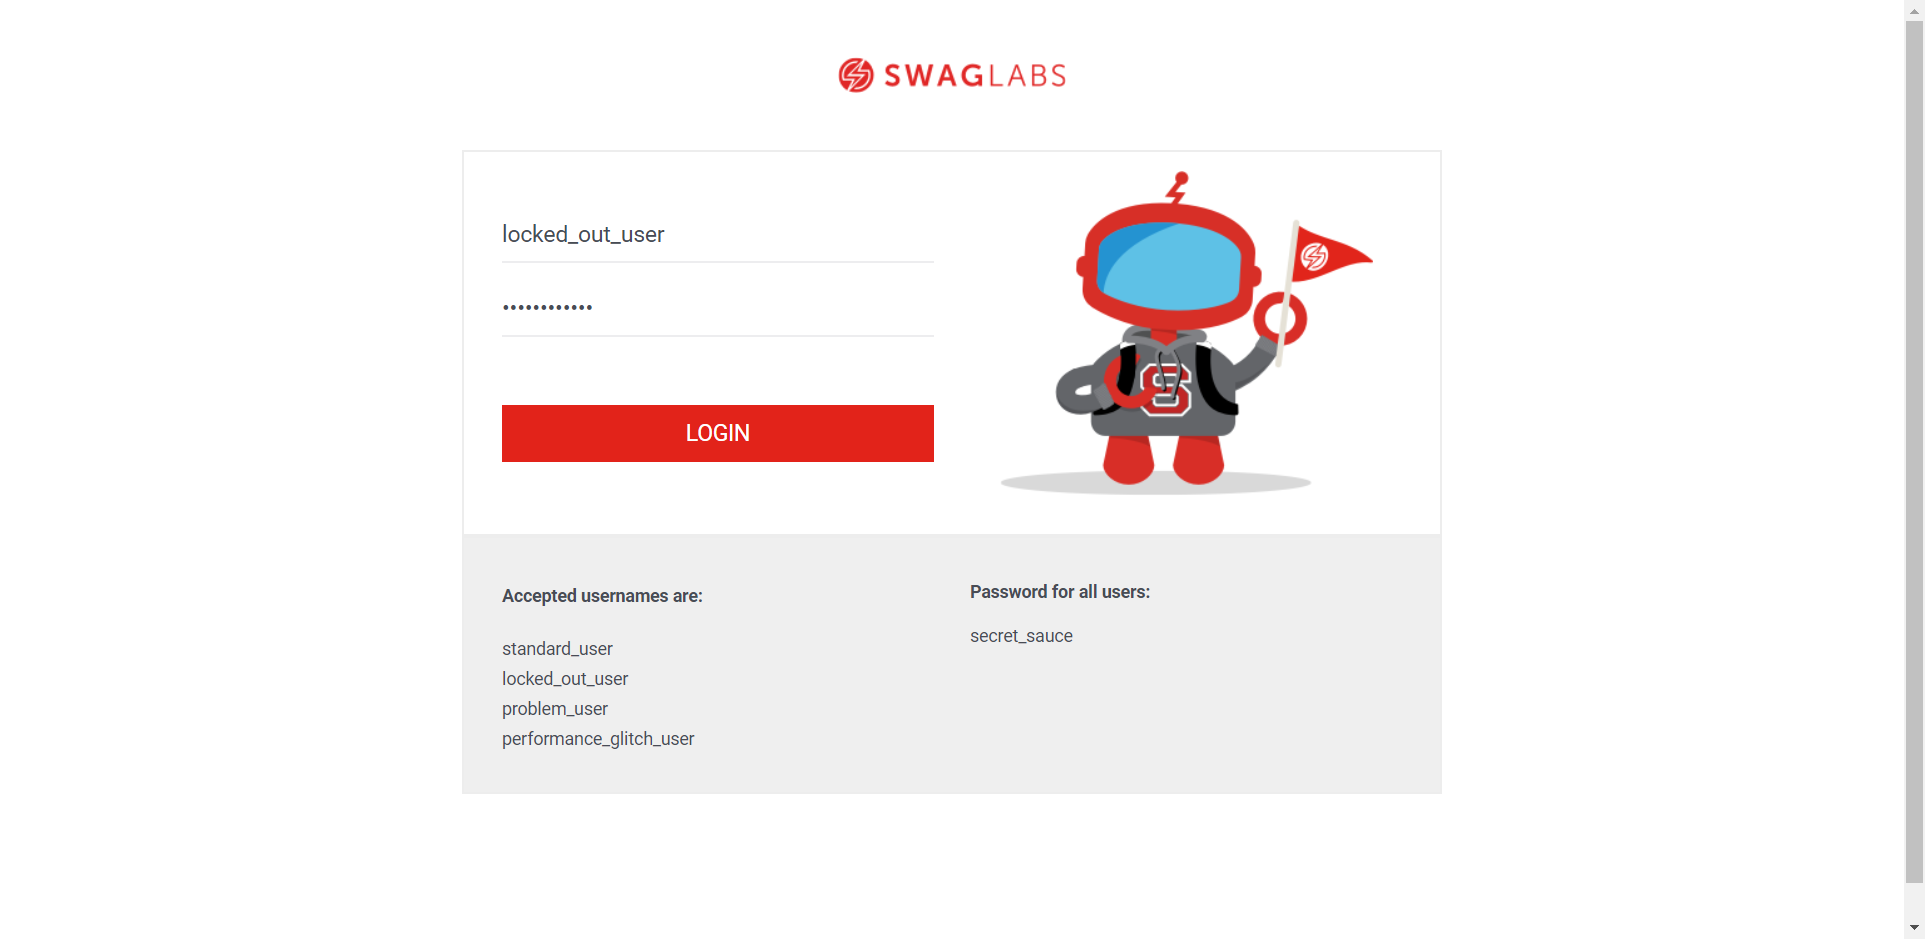 SWAGLABS
locked_out_user
••••••••••••
LOGIN
S
Accepted usernames are:
standard_user
locked_out_user
problem_user
performance_glitch_user
Password for all users:
secret_sauce